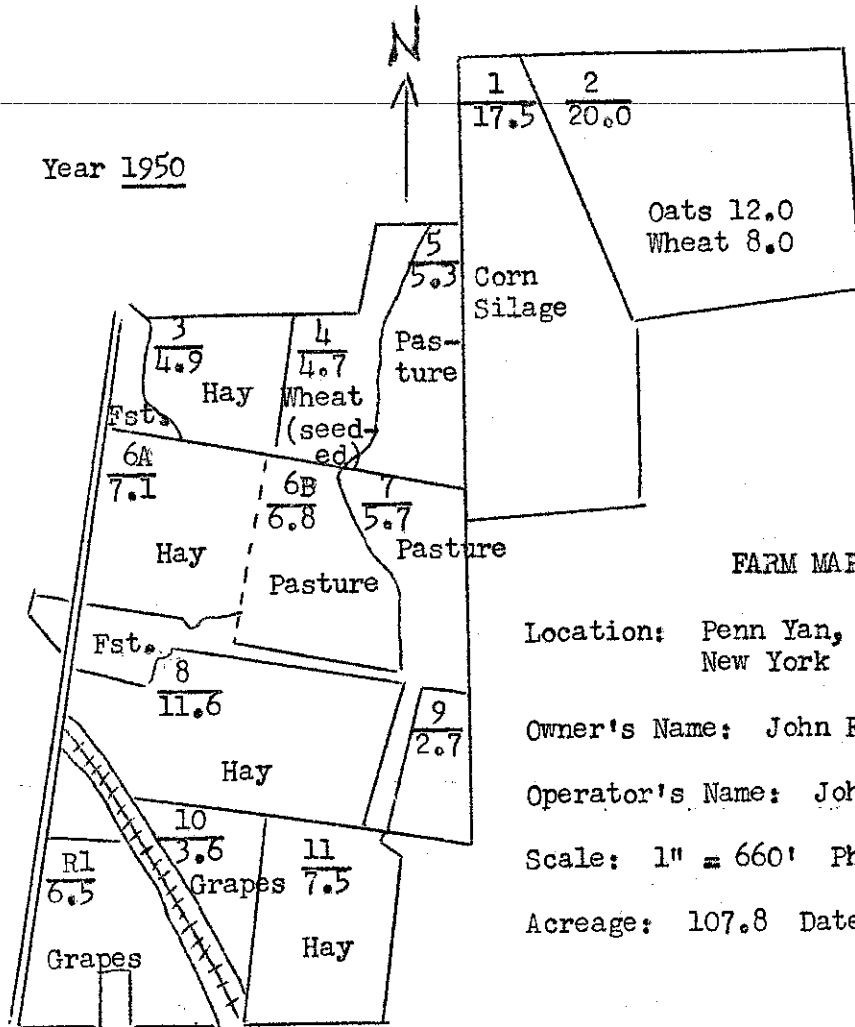 N
Year 1950
1
17.5
2
20.0
Oats 12.0
Wheat 8.0
5
5.3
Corn
Silage
Pas-
ture
3
4.9
Hay
4
4.7
Wheat
(seed-
ed)
Fst.
6A
7.1
Hay
6B
6.8
Pasture
7
5.7
Pasture
FARM MAP
Location: Penn Yan,
New York
Fst.
8
11.6
Hay
9
2.7
Owner's Name: John
Operator's Name:
Scale: 1" = 660'
Acreage: 107.8 Date
10
3.6
Grapes
11
7.5
Hay
R1
6.5
Grapes